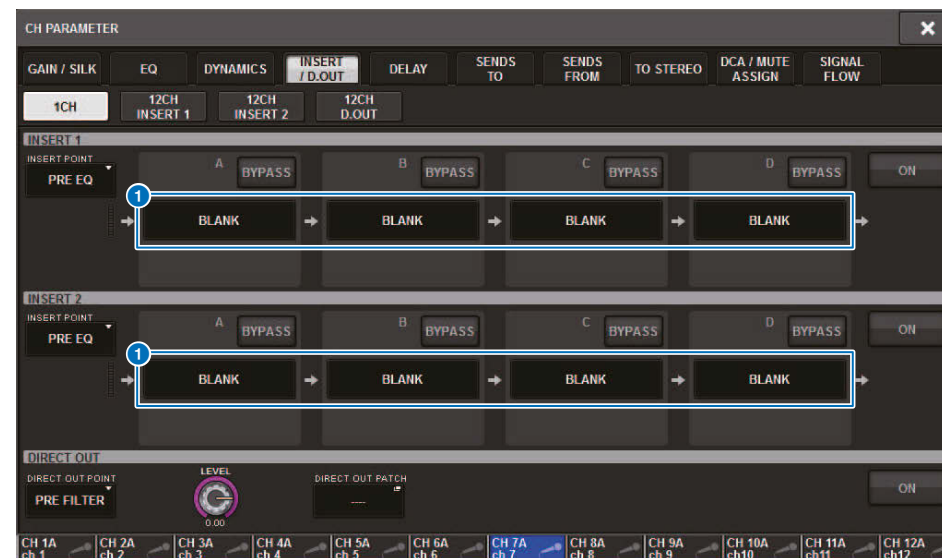 CH PARAMETER ×
GAIN / SILK EQ DYNAMICS INSERT / D.OUT DELAY SENDS TO SENDS FROM TO STEREO DCA / MUTE ASSIGN SIGNAL FLOW
1CH 12CH INSERT 1 12CH INSERT 2 12CH D.OUT
INSERT 1
INSERT POINT
PRE EQ
A BYPASS B BYPASS C BYPASS D BYPASS ON
1
BLANK BLANK BLANK BLANK
INSERT 2
INSERT POINT
PRE EQ
A BYPASS B BYPASS C BYPASS D BYPASS ON
1
BLANK BLANK BLANK BLANK
DIRECT OUT
DIRECT OUT POINT
PRE FILTER
LEVEL
0.00
DIRECT OUT PATCH
----
ON
CH 1A CH 2A CH 3A CH 4A CH 5A CH 6A CH 7A CH 8A CH 9A CH 10A CH 11A CH 12A
ch 1 ch 2 ch 3 ch 4 ch 5 ch 6 ch 7 ch 8 ch 9 ch10 ch11 ch12